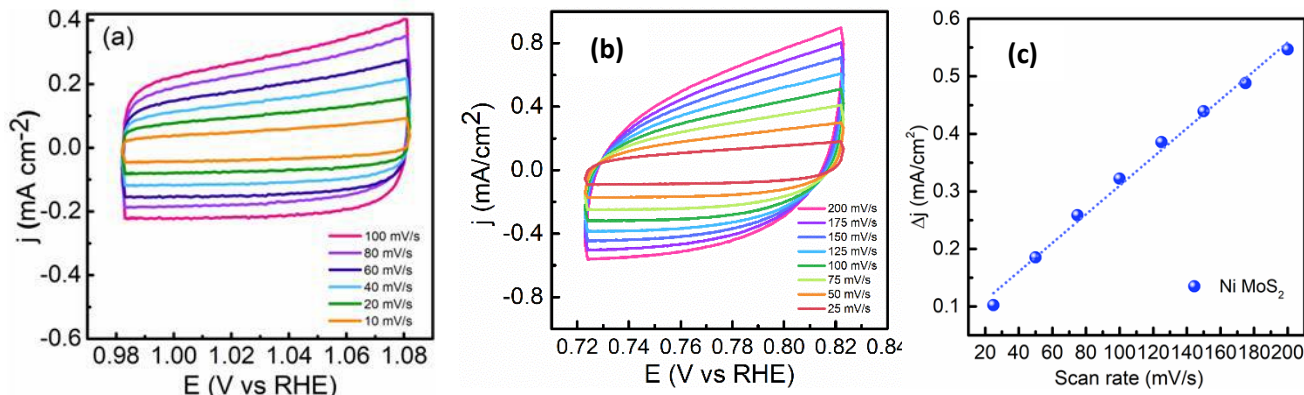 (a)
0.4
0.2
0.0
-0.2
-0.4
-0.6
j (mA cm-2)
100 mV/s
80 mV/s
60 mV/s
40 mV/s
20 mV/s
10 mV/s
0.98 1.00 1.02 1.04 1.06 1.08
E (V vs RHE)
(b)
0.8
0.4
0.0
-0.4
-0.8
j (mA/cm2)
200 mV/s
175 mV/s
150 mV/s
125 mV/s
100 mV/s
75 mV/s
50 mV/s
25 mV/s
0.72 0.74 0.76 0.78 0.80 0.82 0.84
E (V vs RHE)
(c)
0.6
0.5
0.4
0.3
0.2
0.1
Δj (mA/cm2)
Ni MoS2
20 40 60 80 100 120 140 160 180 200
Scan rate (mV/s)